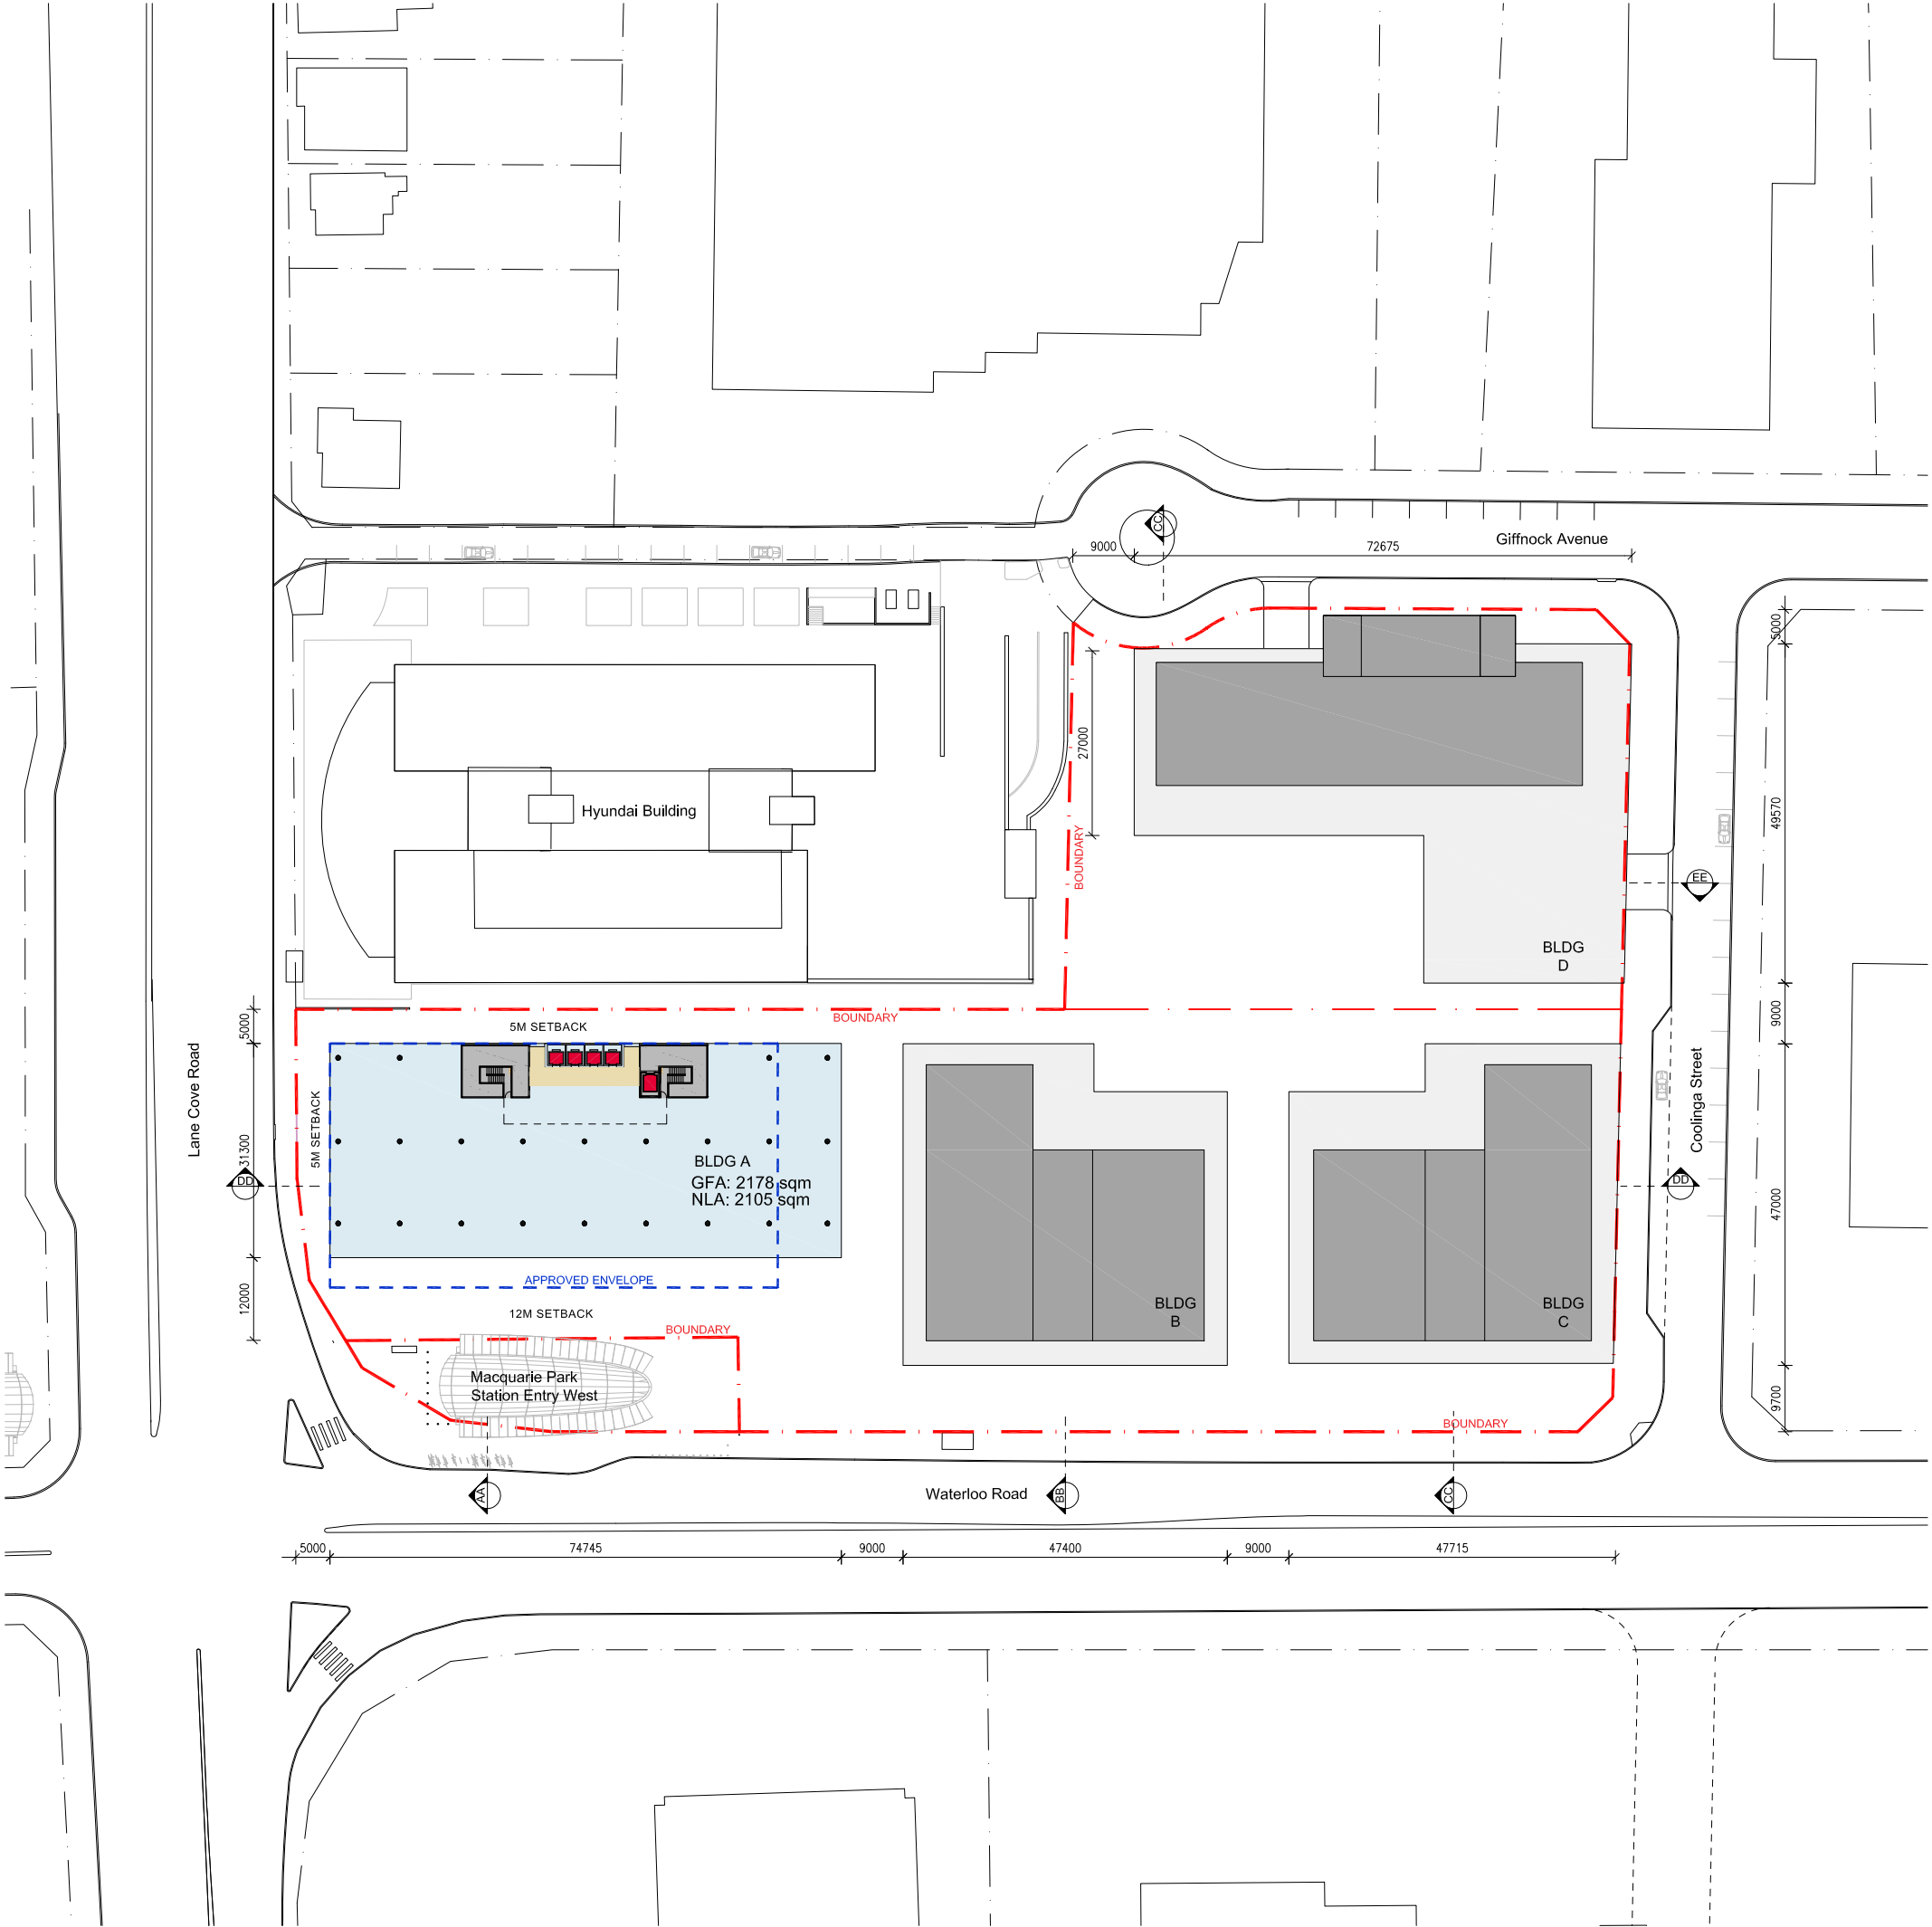 CC
Giffnock Avenue
9000
72675
5000
27000
49570
Hyundai Building
BOUNDARY
EE
BLDG
D
5000
BOUNDARY
9000
5M SETBACK
Lane Cove Road
5M SETBACK
31300
Coolinga Street
BLDG A
GFA: 2178 sqm
NLA: 2105 sqm
DD
DD
47000
APPROVED ENVELOPE
12000
12M SETBACK
BLDG
B
BLDG
C
BOUNDARY
Macquarie Park
Station Entry West
9700
BOUNDARY
AA
Waterloo Road
BB
CC
5000
74745
9000
47400
9000
47715